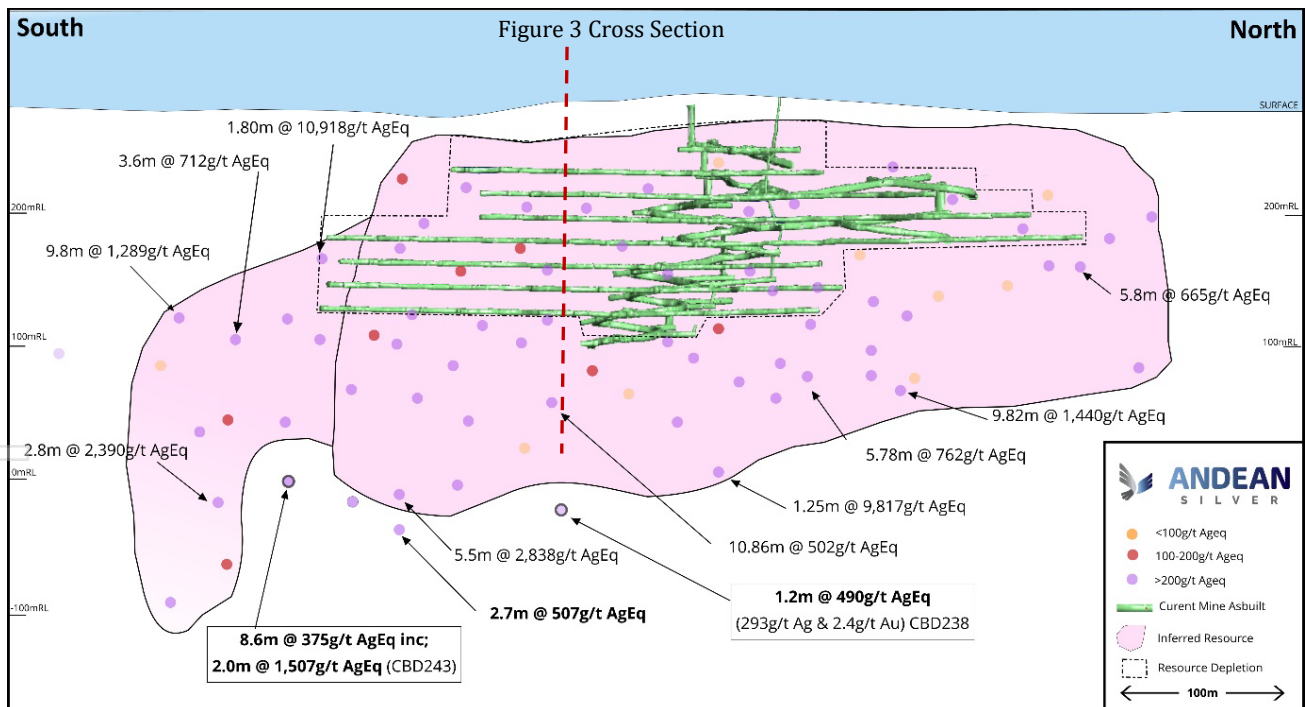 South
Figure 3 Cross Section
North
SURFACE
1.80m @ 10,918g/t AgEq
3.6m @ 712g/t AgEq
200mRL
200mRL
9.8m @ 1,289g/t AgEq
5.8m @ 665g/t AgEq
100mRL
100mRL
9.82m @ 1,440g/t AgEq
2.8m @ 2,390g/t AgEq
5.78m @ 762g/t AgEq
0mRL
1.25m @ 9,817g/t AgEq
10.86m @ 502g/t AgEq
5.5m @ 2,838g/t AgEq
-100mRL
2.7m @ 507g/t AgEq
1.2m @ 490g/t AgEq
(293g/t Ag & 2.4g/t Au) CBD238
8.6m @ 375g/t AgEq inc;
2.0m @ 1,507g/t AgEq (CBD243)
ANDEAN
SILVER
<100g/t Ageq
100-200g/t Ageq
>200g/t Ageq
Curent Mine Asbuilt
Inferred Resource
Resource Depletion
100m